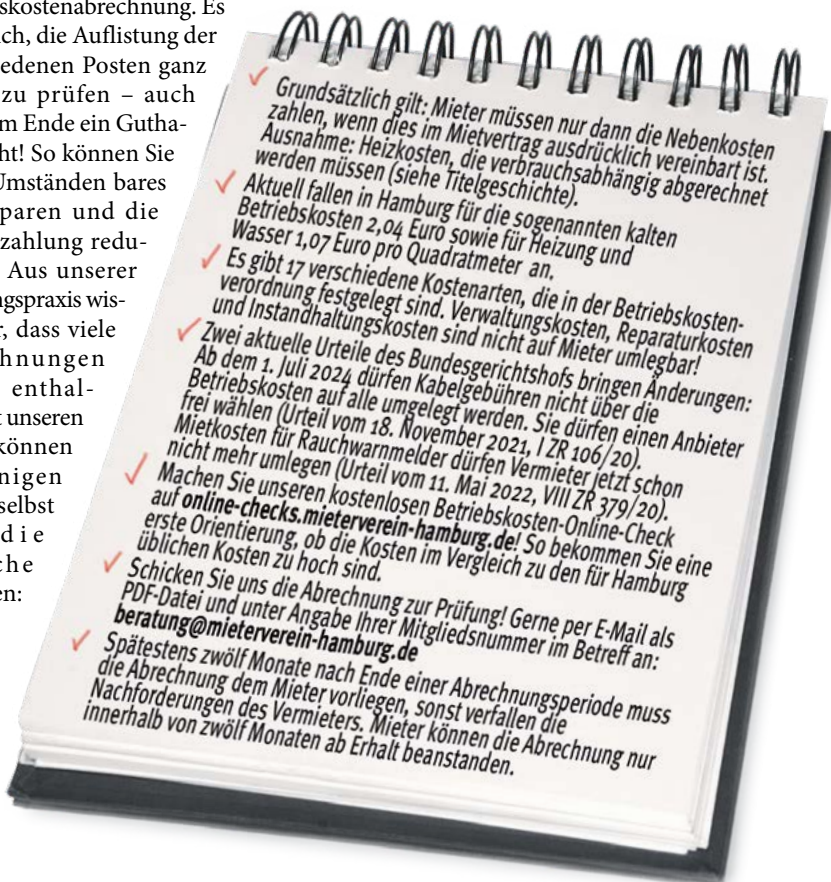 skostenabrechnung. Es
ich, die Auflistung der
iedenen Posten ganz
zu prüfen – auch
m Ende ein Gutha-
ht! So können Sie
Umständen bares
paren und die
zahlung redu-
Aus unserer
ngspraxis wis-
r, dass viele
hnungen
enthal-
t unseren
können
nigen
selbst
die
che
en:
Grundsätzlich gilt: Mieter müssen nur dann die Nebenkosten
zahlen, wenn dies im Mietvertrag ausdrücklich vereinbart ist.
Ausnahme: Heizkosten, die verbrauchsabhängig abgerechnet
werden müssen (siehe Titelgeschichte).
Aktuell fallen in Hamburg für die sogenannten kalten
Betriebskosten 2,04 Euro sowie für Heizung und
Wasser 1,07 Euro pro Quadratmeter an.
Es gibt 17 verschiedene Kostenarten, die in der Betriebskosten-
verordnung festgelegt sind. Verwaltungskosten, Reparaturkosten
und Instandhaltungskosten sind nicht auf Mieter umlegbar!
Zwei aktuelle Urteile des Bundesgerichtshofs bringen Änderungen:
Ab dem 1. Juli 2024 dürfen Kabelgebühren nicht über die
Betriebskosten auf alle umgelegt werden. Sie dürfen einen Anbieter
frei wählen (Urteil vom 18. November 2021, I ZR 106/20).
Mietkosten für Rauchwarnmelder dürfen Vermieter jetzt schon
nicht mehr umlegen (Urteil vom 11. Mai 2022, VIII ZR 379/20).
Machen Sie unseren kostenlosen Betriebskosten-Online-Check
auf online-checks.mieterverein-hamburg.de! So bekommen Sie eine
erste Orientierung, ob die Kosten im Vergleich zu den für Hamburg
üblichen Kosten zu hoch sind.
Schicken Sie uns die Abrechnung zur Prüfung! Gerne per E-Mail als
PDF-Datei und unter Angabe Ihrer Mitgliedsnummer im Betreff an:
beratung@mieterverein-hamburg.de
Spätestens zwölf Monate nach Ende einer Abrechnungsperiode muss
die Abrechnung dem Mieter vorliegen, sonst verfallen die
Nachforderungen des Vermieters. Mieter können die Abrechnung nur
innerhalb von zwölf Monaten ab Erhalt beanstanden.